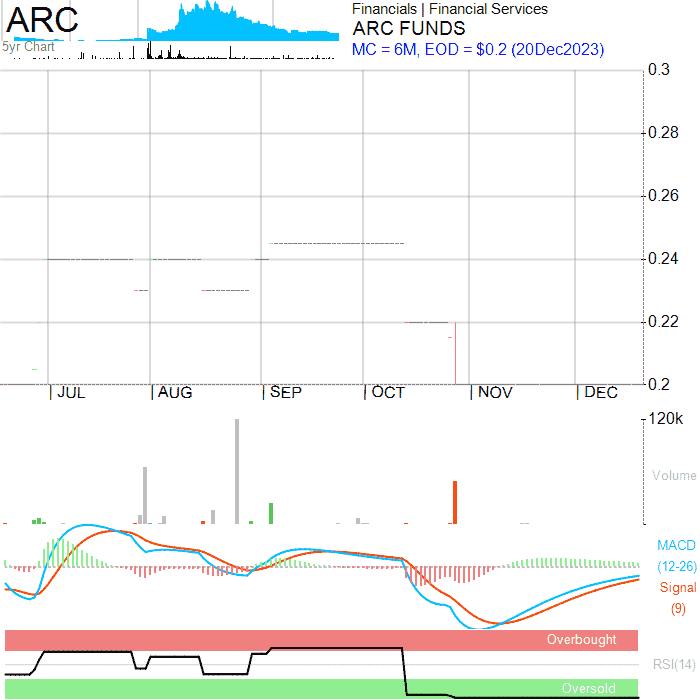 ARC
5yr Chart
Financials | Financial Services
ARC FUNDS
MC = 6M, EOD = $0.2 (20Dec2023)
0.3
0.28
0.26
0.24
0.22
0.2
JUL AUG SEP OCT NOV DEC
120k
Volume
MACD
(12-26)
Signal
(9)
Overbought
RSI(14)
Oversold